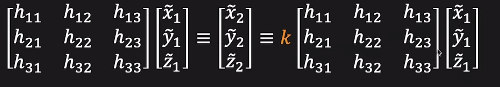 [h₁₁ h₁₂ h₁₃] [x̃₁] ≡ [x̃₂] ≡ k [h₁₁ h₁₂ h₁₃] [x̃₁]
[h₂₁ h₂₂ h₂₃] [ỹ₁] ≡ [ỹ₂] ≡ k [h₂₁ h₂₂ h₂₃] [ỹ₁]
[h₃₁ h₃₂ h₃₃] [z̃₁] ≡ [z̃₂] ≡ k [h₃₁ h₃₂ h₃₃] [z̃₁]